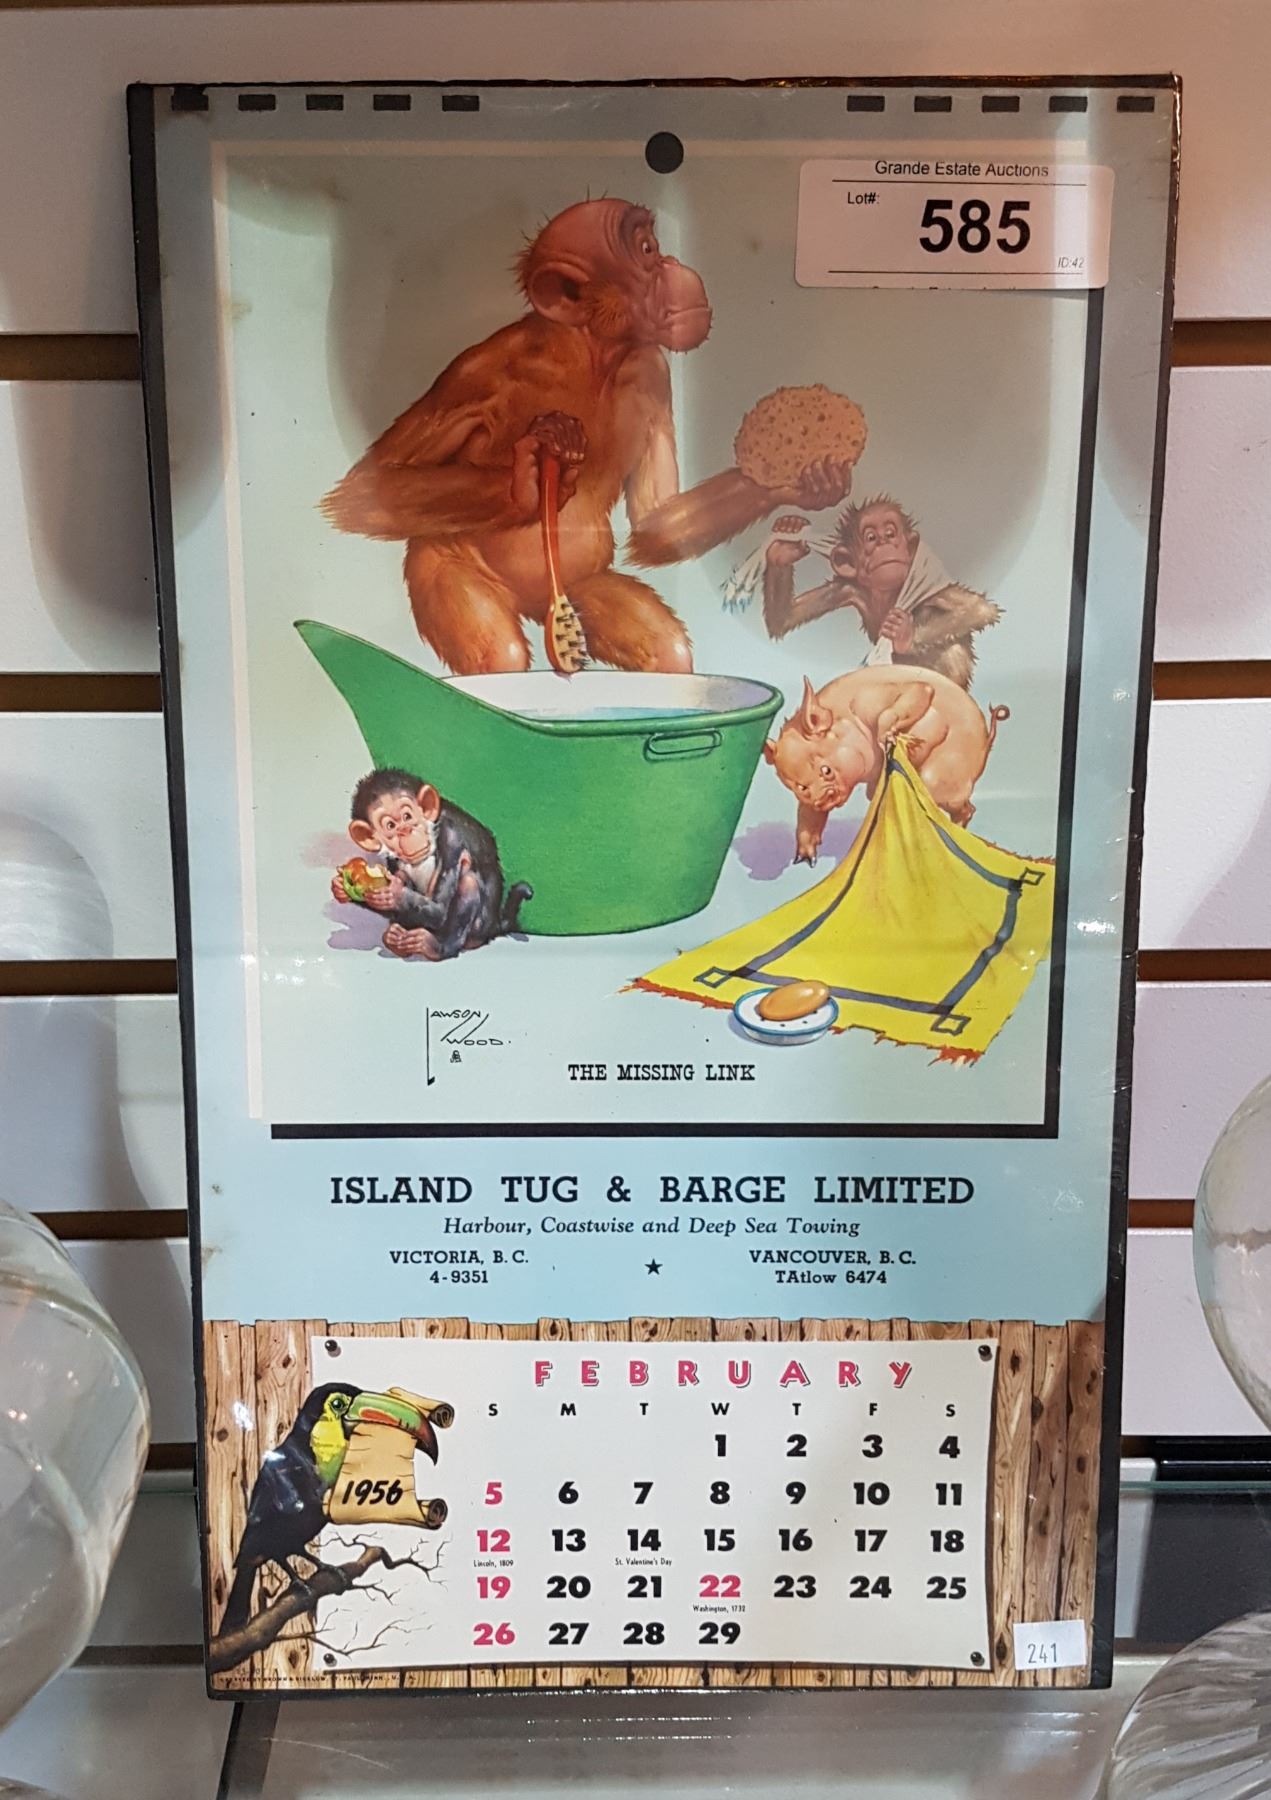 Grande Estate Auctions
Lot#:
585
ID:42
LAWSON
WOOD.
THE MISSING LINK
ISLAND TUG & BARGE LIMITED
Harbour, Coastwise and Deep Sea Towing
VICTORIA, B. C.
4-9351
★
VANCOUVER, B. C.
TAtlow 6474
FEBRUARY
S M T W T F S
1 2 3 4
1956
5 6 7 8 9 10 11
12 13 14 15 16 17 18
Lincoln, 1809 St. Valentine's Day
19 20 21 22 23 24 25
Washington, 1732
26 27 28 29
241